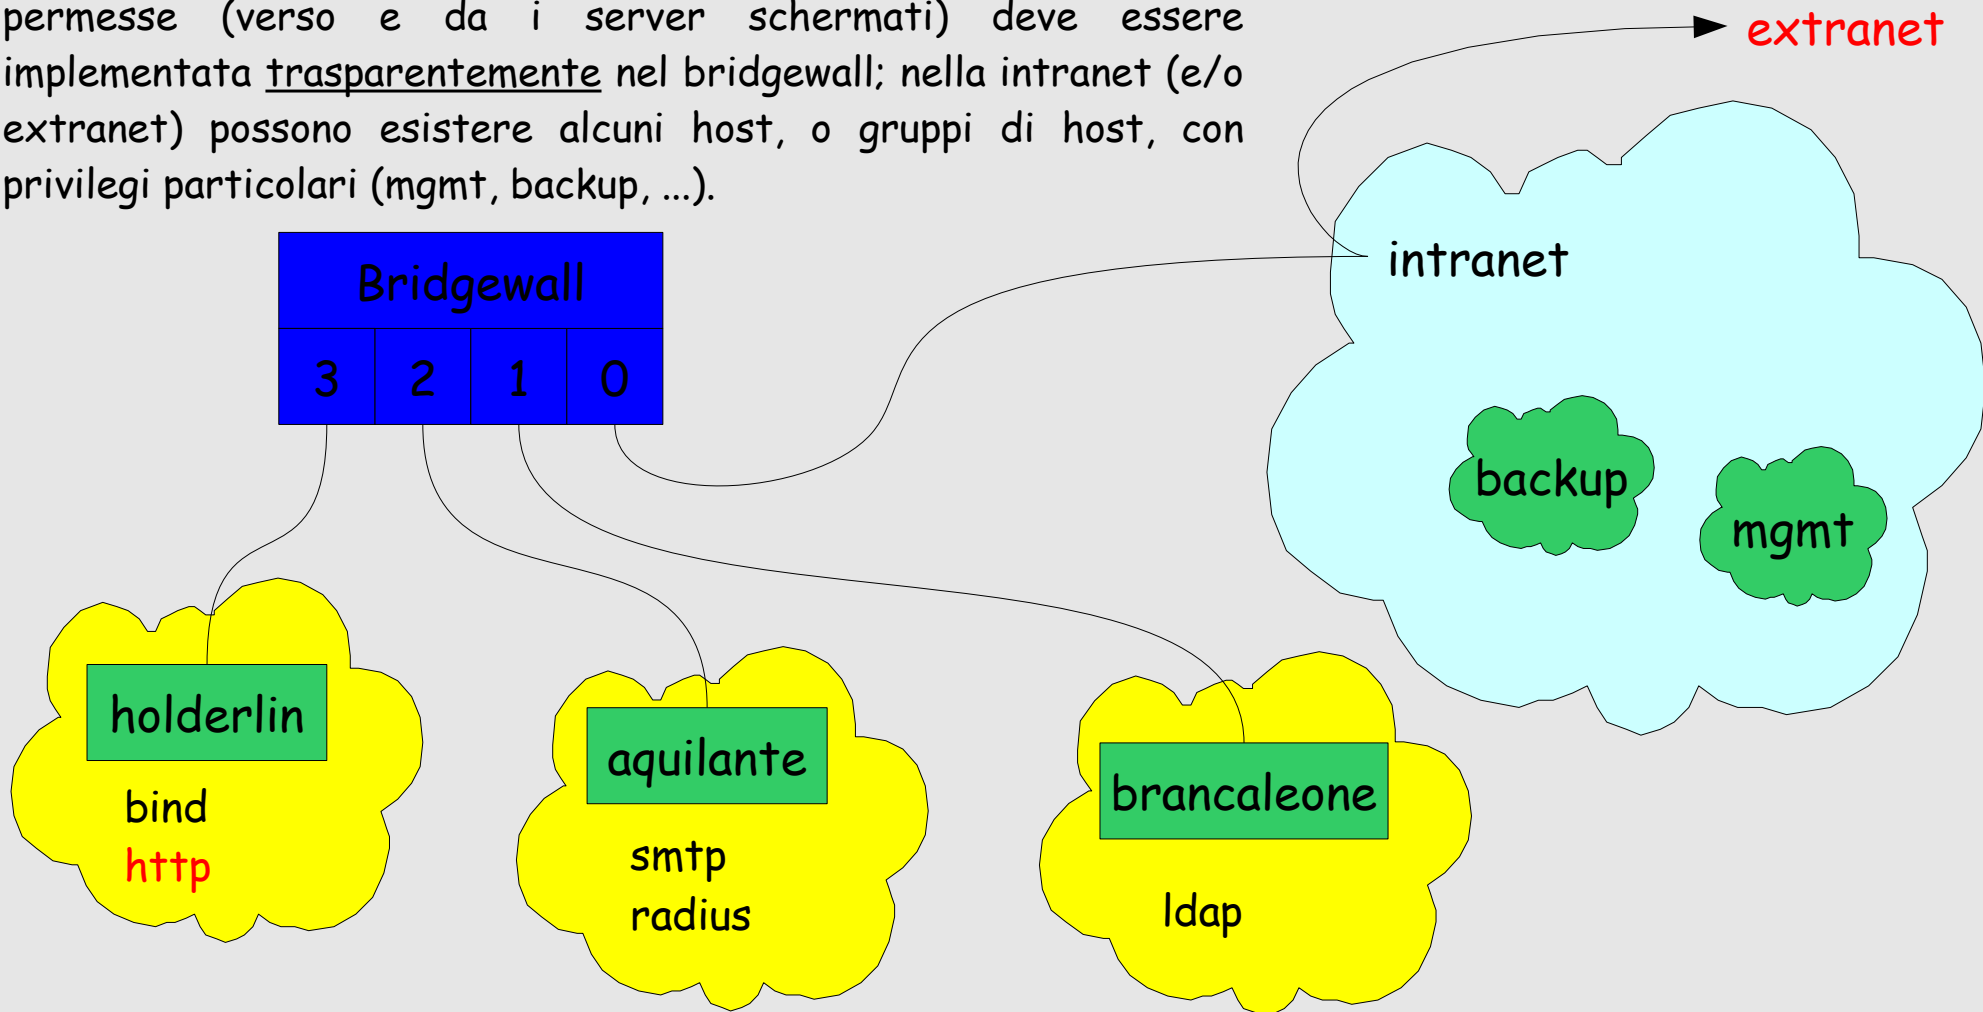 permesse (verso e da i server schermati) deve essere
implementata trasparentemente nel bridgewall; nella intranet (e/o
extranet) possono esistere alcuni host, o gruppi di host, con
privilegi particolari (mgmt, backup, ...).
extranet
intranet
Bridgewall
3 2 1 0
backup
mgmt
holderlin
bind
http
aquilante
smtp
radius
brancaleone
ldap